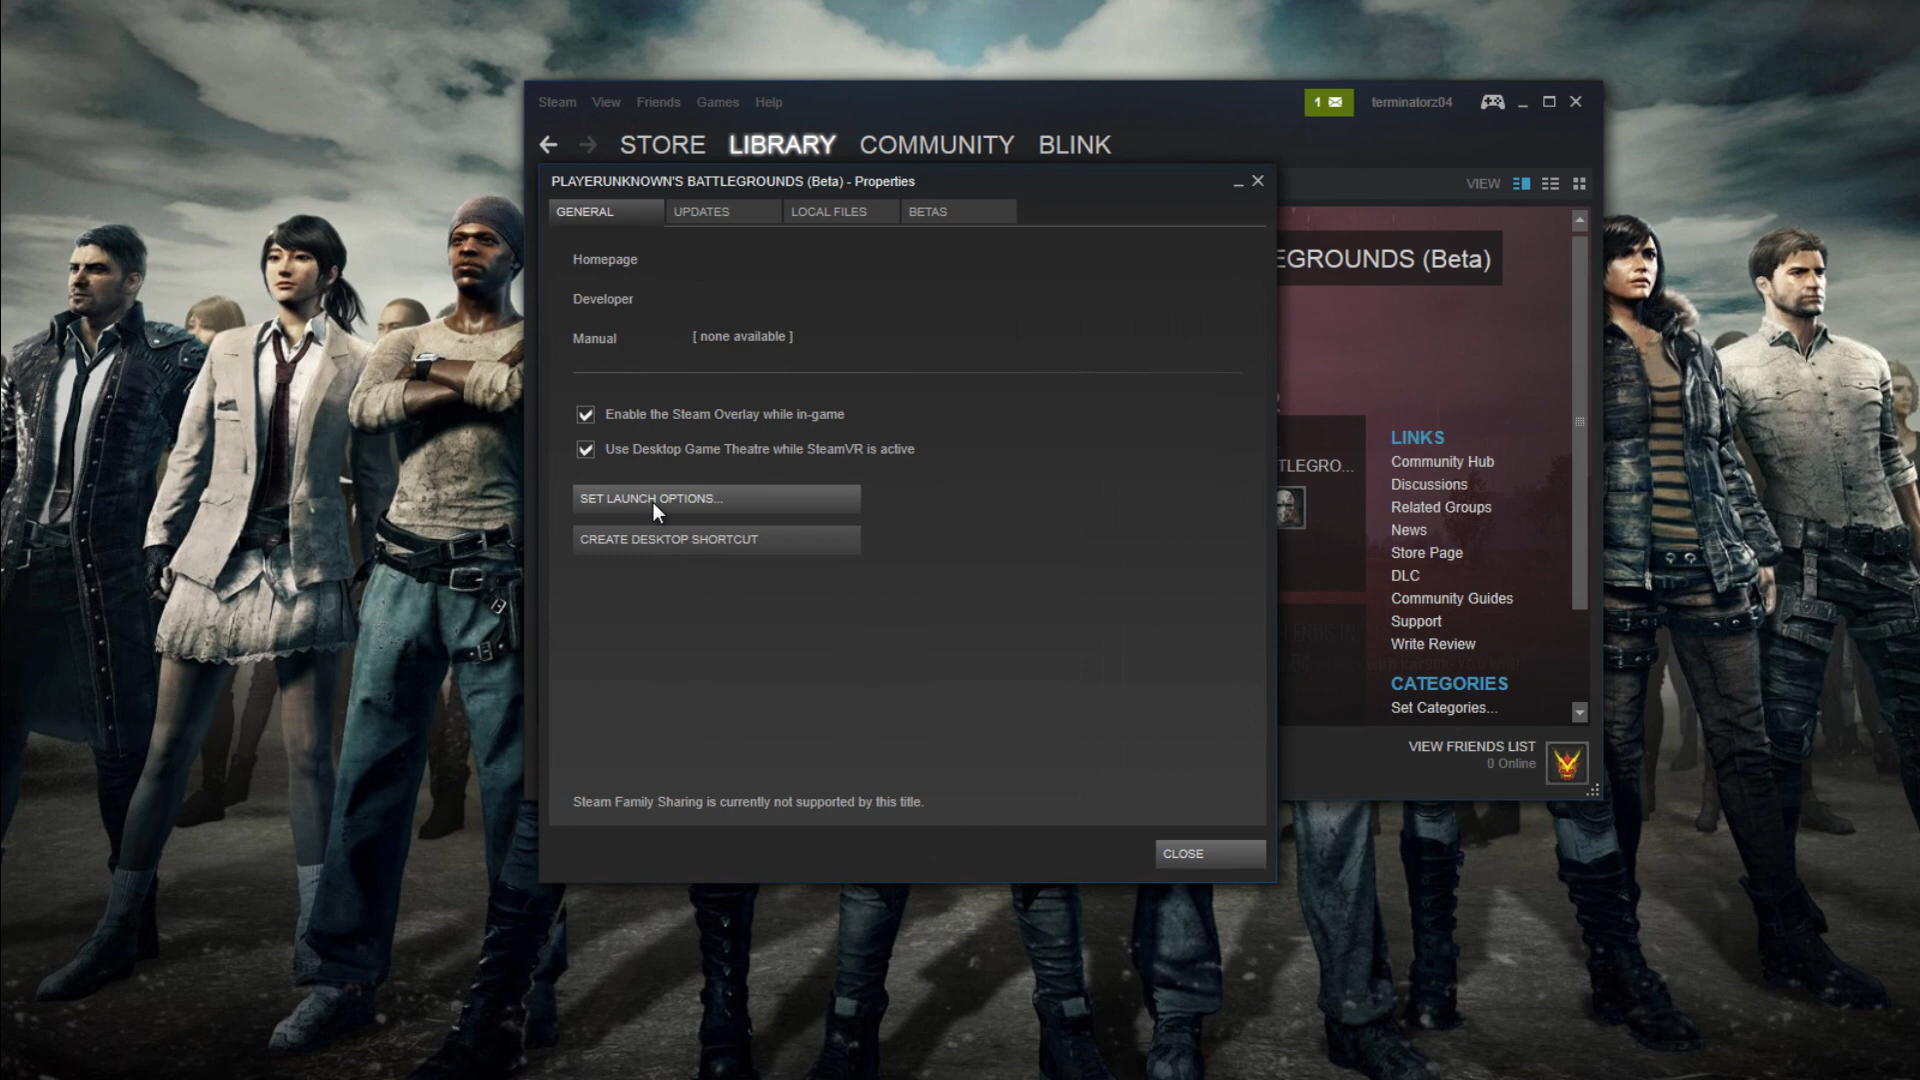 Steam View Friends Games Help
1
terminatorz04
STORE LIBRARY COMMUNITY BLINK
PLAYERUNKNOWN'S BATTLEGROUNDS (Beta) - Properties
GENERAL UPDATES LOCAL FILES BETAS
Homepage
Developer
Manual [ none available ]
Enable the Steam Overlay while in-game
Use Desktop Game Theatre while SteamVR is active
SET LAUNCH OPTIONS...
CREATE DESKTOP SHORTCUT
Steam Family Sharing is currently not supported by this title.
CLOSE
VIEW
EGROUNDS (Beta)
TLEGRO...
LINKS
Community Hub
Discussions
Related Groups
News
Store Page
DLC
Community Guides
Support
Write Review
CATEGORIES
Set Categories...
VIEW FRIENDS LIST
0 Online